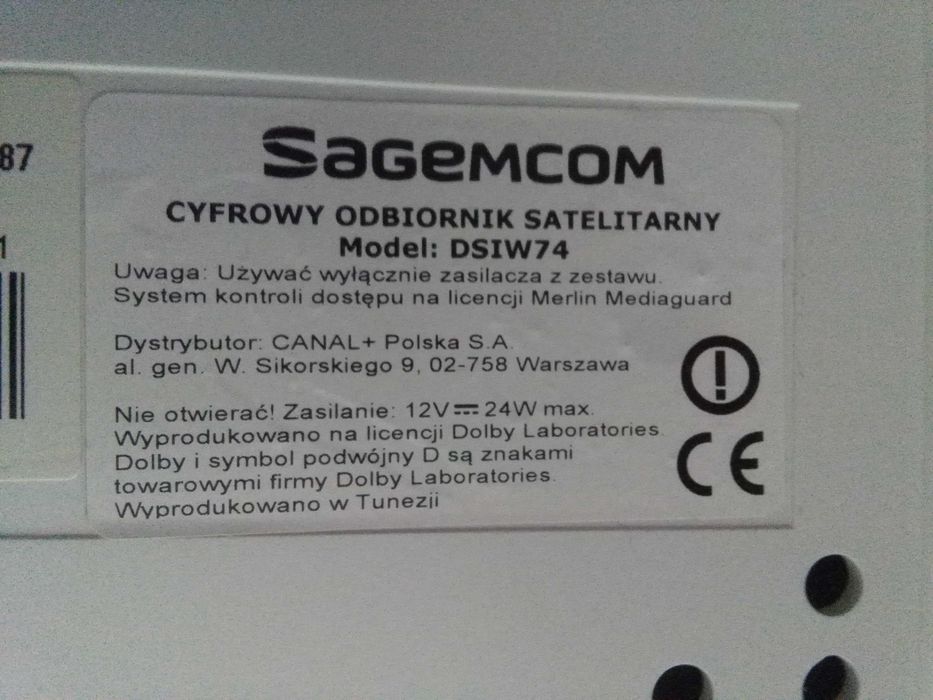 87
1
SAGEMCOM
CYFROWY ODBIORNIK SATELITARNY
Model: DSIW74
Uwaga: Używać wyłącznie zasilacza z zestawu.
System kontroli dostępu na licencji Merlin Mediaguard
Dystrybutor: CANAL+ Polska S.A.
al. gen. W. Sikorskiego 9, 02-758 Warszawa
Nie otwierać! Zasilanie: 12V⎓24W max.
Wyprodukowano na licencji Dolby Laboratories.
Dolby i symbol podwójny D są znakami
towarowymi firmy Dolby Laboratories.
Wyprodukowano w Tunezji
CE